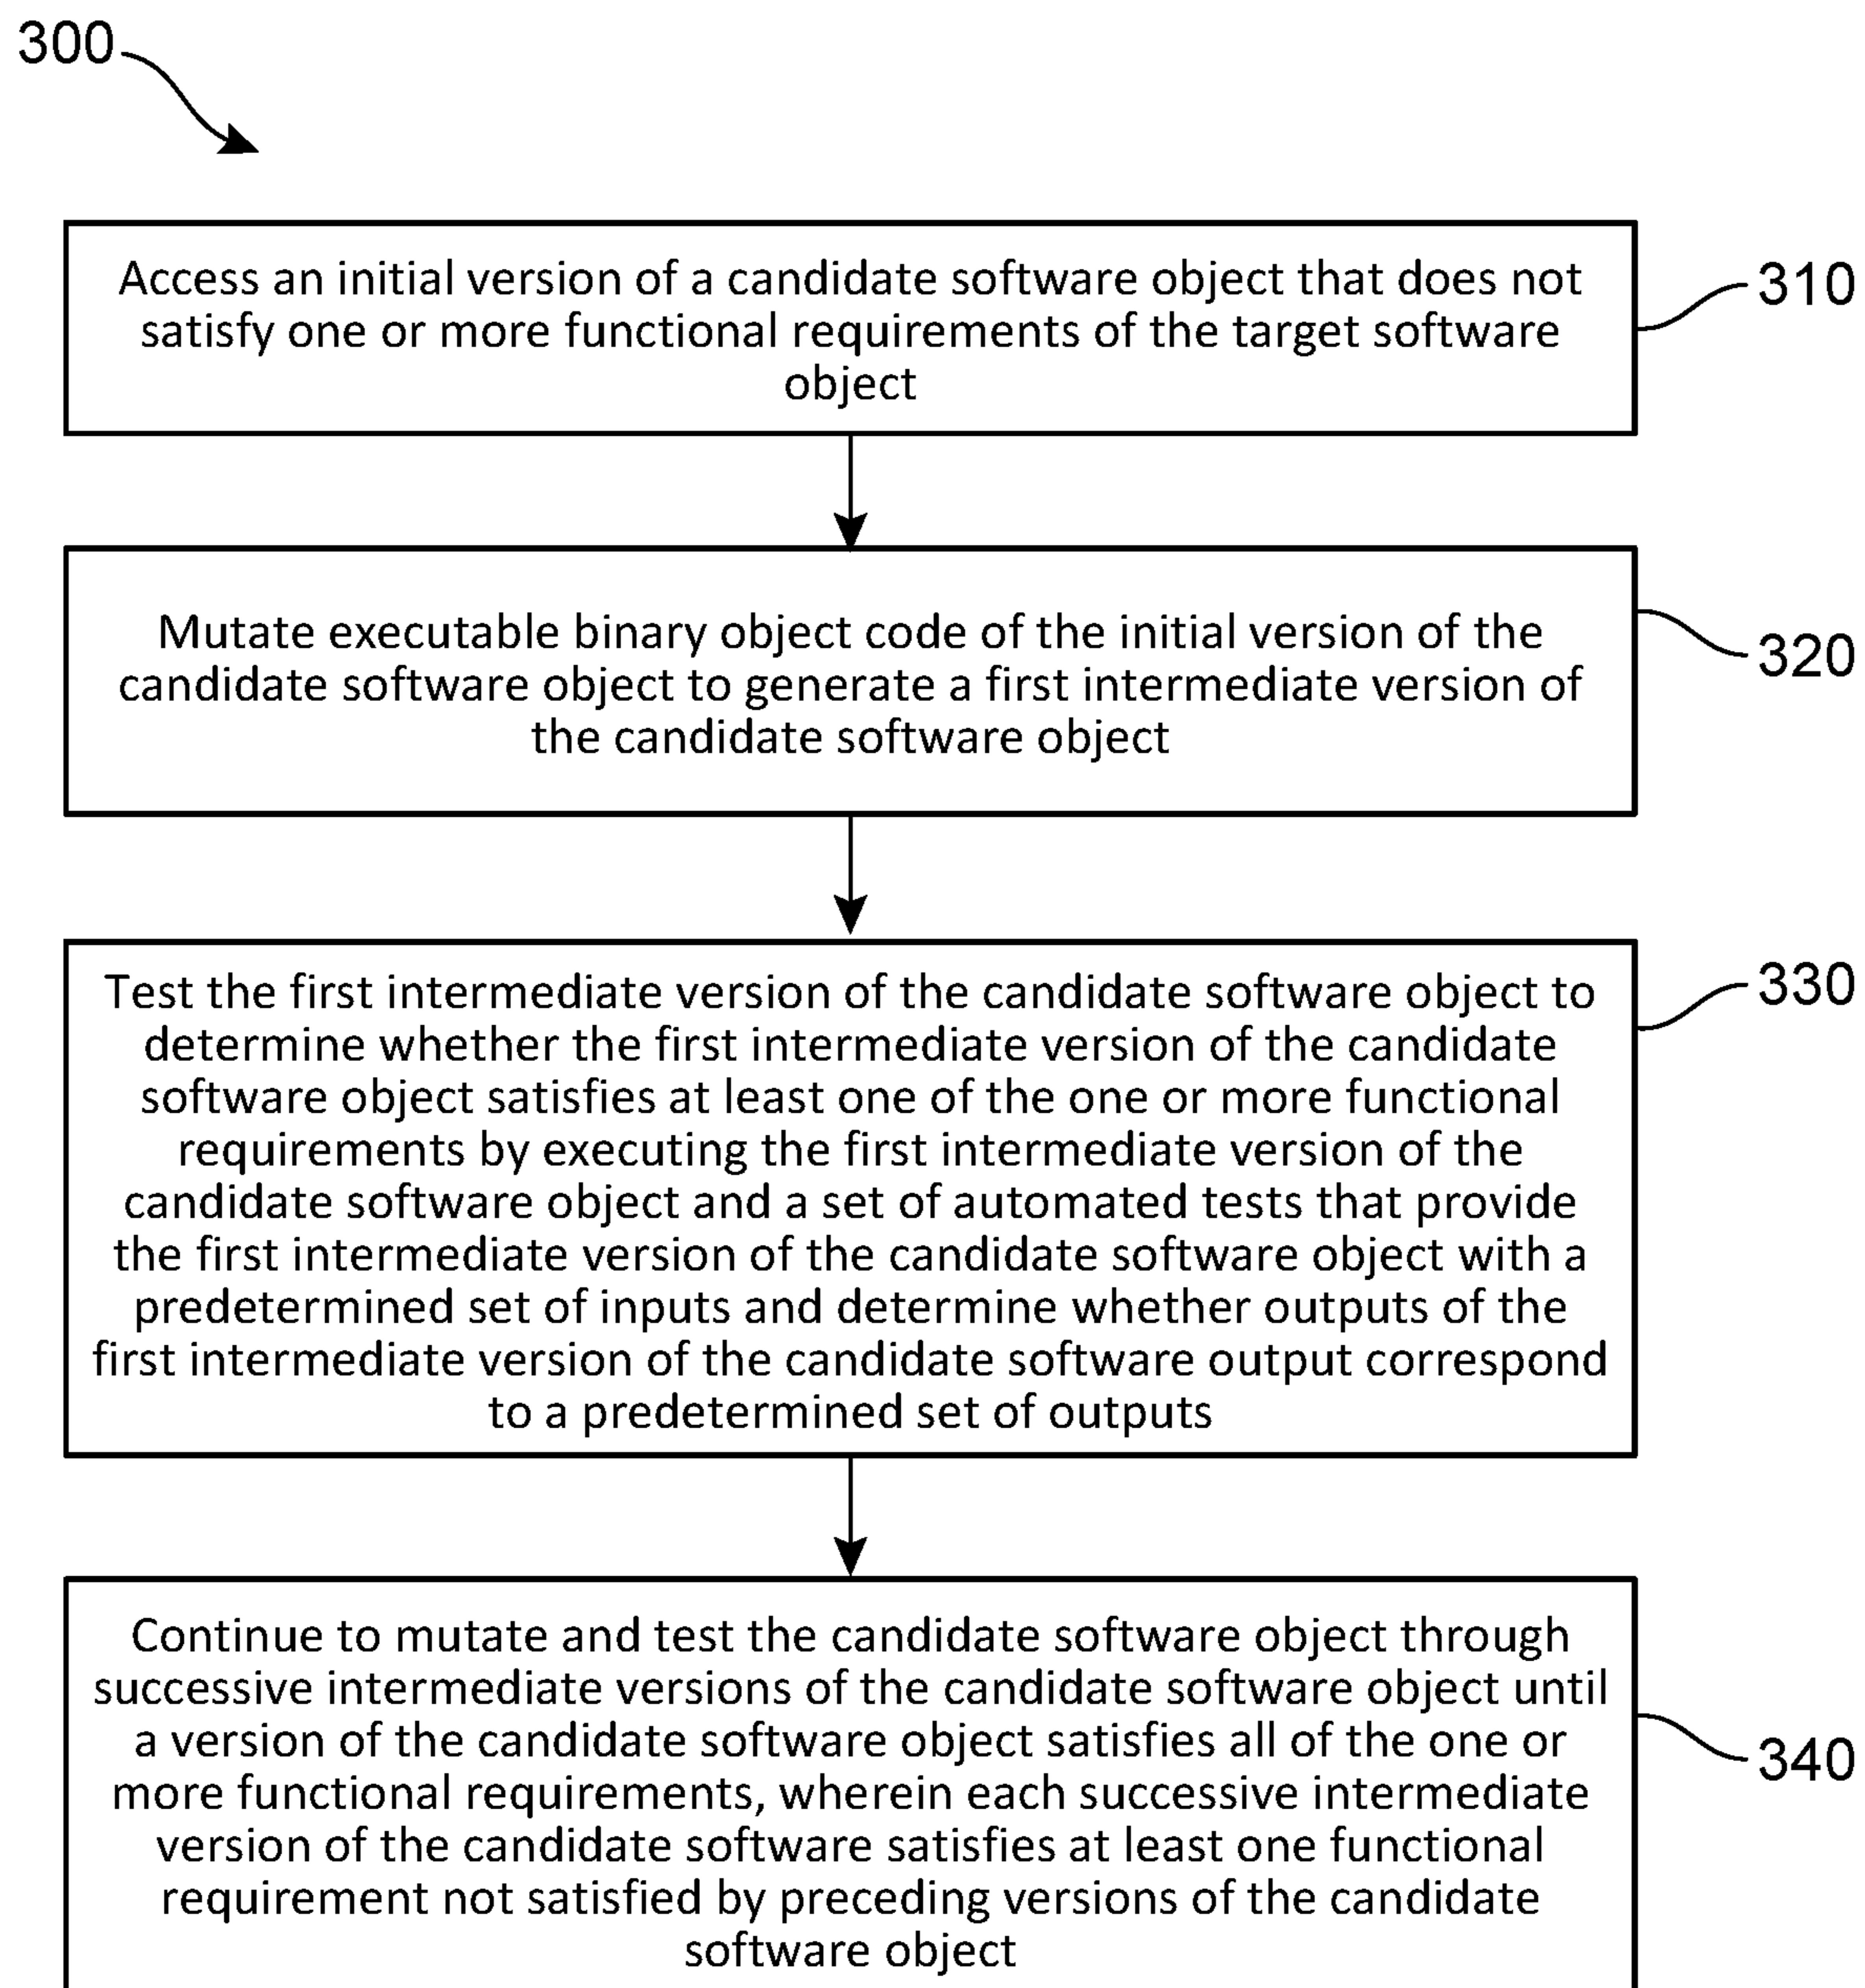 300
Access an initial version of a candidate software object that does not
satisfy one or more functional requirements of the target software
object
310
Mutate executable binary object code of the initial version of the
candidate software object to generate a first intermediate version of
the candidate software object
320
Test the first intermediate version of the candidate software object to
determine whether the first intermediate version of the candidate
software object satisfies at least one of the one or more functional
requirements by executing the first intermediate version of the
candidate software object and a set of automated tests that provide
the first intermediate version of the candidate software object with a
predetermined set of inputs and determine whether outputs of the
first intermediate version of the candidate software output correspond
to a predetermined set of outputs
330
Continue to mutate and test the candidate software object through
successive intermediate versions of the candidate software object until
a version of the candidate software object satisfies all of the one or
more functional requirements, wherein each successive intermediate
version of the candidate software satisfies at least one functional
requirement not satisfied by preceding versions of the candidate
software object
340